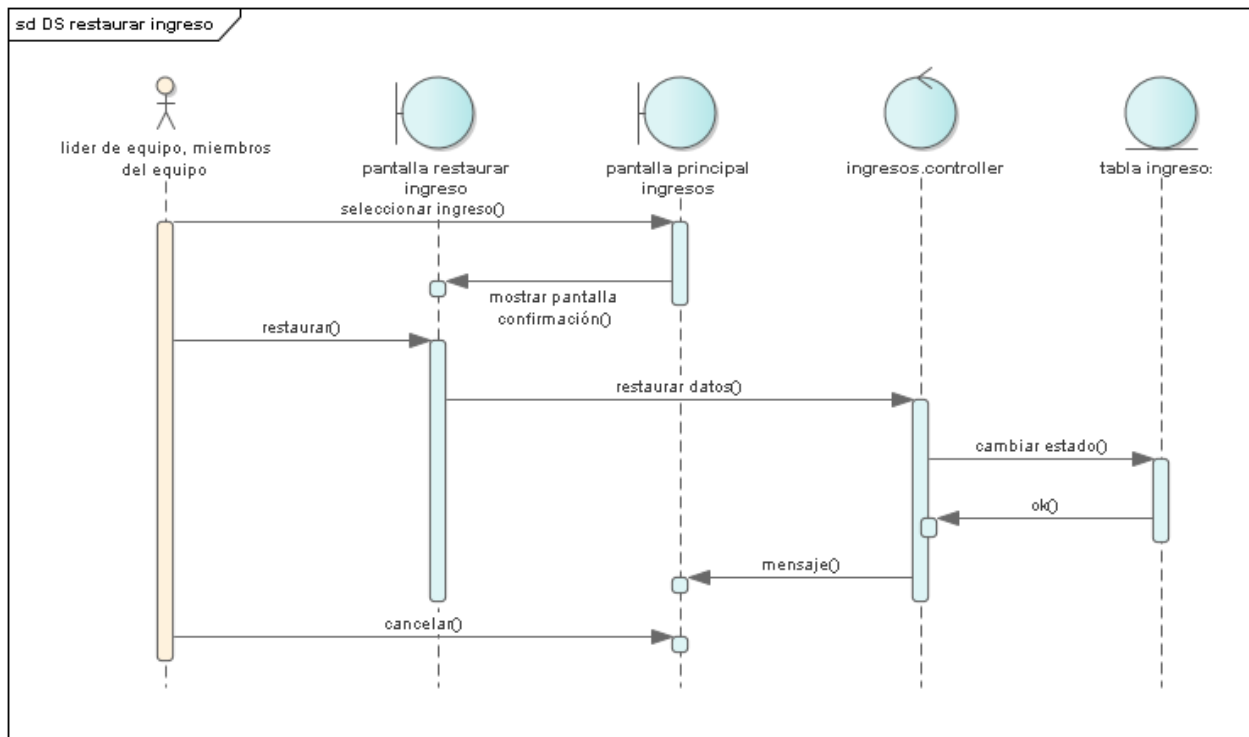 sd DS restaurar ingreso
lider de equipo, miembros
del equipo
pantalla restaurar
ingreso
pantalla principal
ingresos
ingresos.controller
tabla ingreso:
seleccionar ingreso()
mostrar pantalla
confirmación()
restaurar()
restaurar datos()
cambiar estado()
ok()
mensaje()
cancelar()